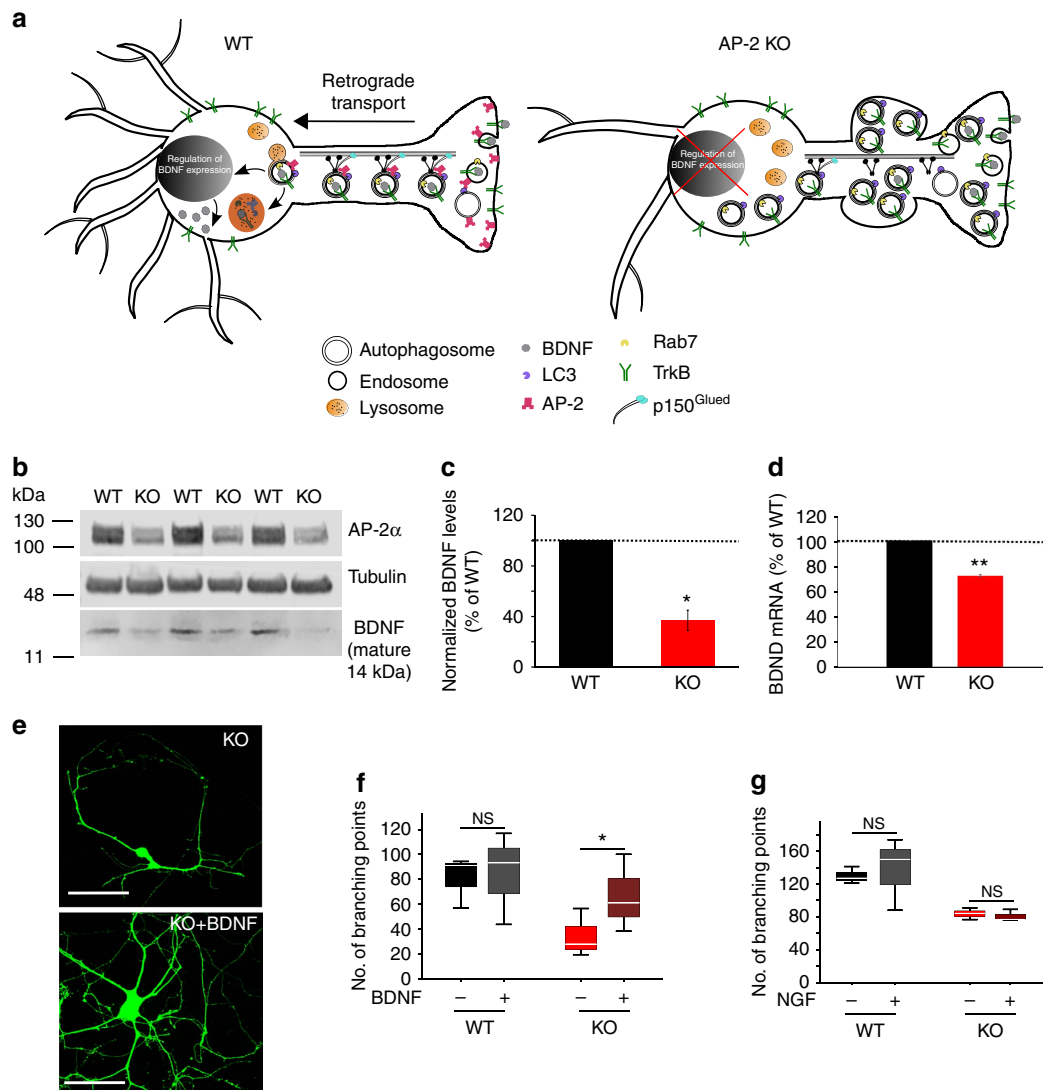 a
WT
AP-2 KO
Retrograde
transport
Regulation of
BDNF expression
Regulation of
BDNF expression
Autophagosome
Endosome
Lysosome
BDNF
LC3
AP-2
Rab7
TrkB
p150Glued
b
kDa
WT KO WT KO WT KO
130
100
AP-2α
48
Tubulin
11
BDNF
(mature
14 kDa)
c
Normalized BDNF levels
(% of WT)
120
100
80
60
40
20
0
*
WT KO
d
BDND mRNA (% of WT)
120
100
80
60
40
20
0
**
WT KO
e
KO
KO+BDNF
f
No. of branching points
120
100
80
60
40
20
0
NS
*
BDNF – + – +
WT KO
g
No. of branching points
160
120
80
40
0
NS
NS
NGF – + – +
WT KO